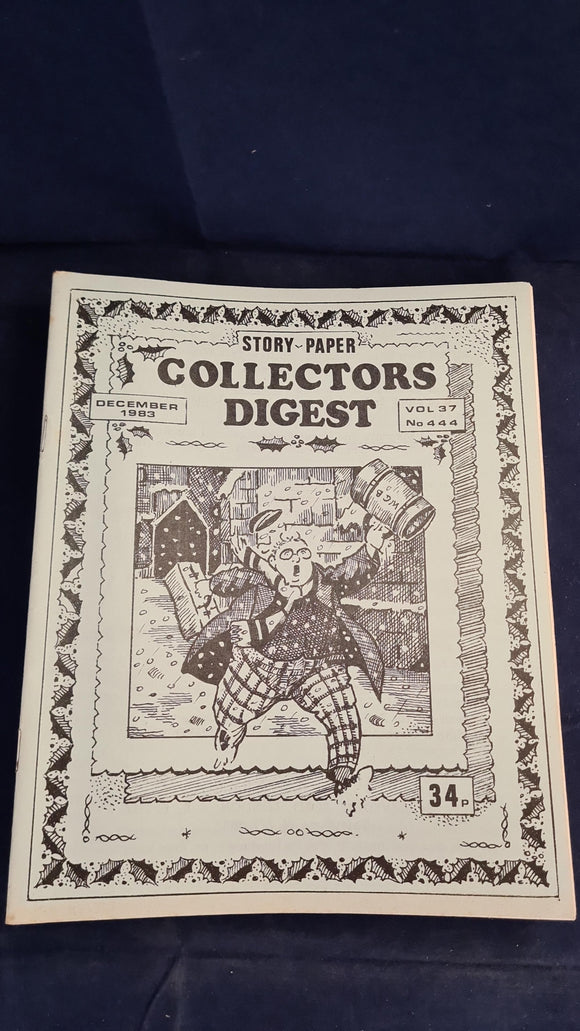 STORY PAPER
COLLECTORS
DIGEST
DECEMBER
1983
VOL 37
No 444
34p